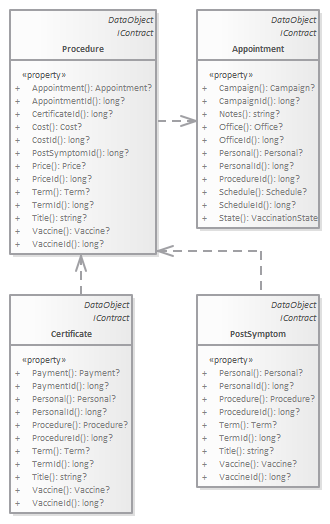 DataObject
IContract
Procedure
«property»
+ Appointment(): Appointment?
+ AppointmentId(): long?
+ CertificateId(): long?
+ Cost(): Cost?
+ CostId(): long?
+ PostSymptomId(): long?
+ Price(): Price?
+ PriceId(): long?
+ Term(): Term?
+ TermId(): long?
+ Title(): string?
+ Vaccine(): Vaccine?
+ VaccineId(): long?
DataObject
IContract
Appointment
«property»
+ Campaign(): Campaign?
+ CampaignId(): long?
+ Notes(): string?
+ Office(): Office?
+ OfficeId(): long?
+ Personal(): Personal?
+ PersonalId(): long?
+ ProcedureId(): long?
+ Schedule(): Schedule?
+ ScheduleId(): long?
+ State(): VaccinationState
DataObject
IContract
Certificate
«property»
+ Payment(): Payment?
+ PaymentId(): long?
+ Personal(): Personal?
+ PersonalId(): long?
+ Procedure(): Procedure?
+ ProcedureId(): long?
+ Term(): Term?
+ TermId(): long?
+ Title(): string?
+ Vaccine(): Vaccine?
+ VaccineId(): long?
DataObject
IContract
PostSymptom
«property»
+ Personal(): Personal?
+ PersonalId(): long?
+ Procedure(): Procedure?
+ ProcedureId(): long?
+ Term(): Term?
+ TermId(): long?
+ Title(): string?
+ Vaccine(): Vaccine?
+ VaccineId(): long?